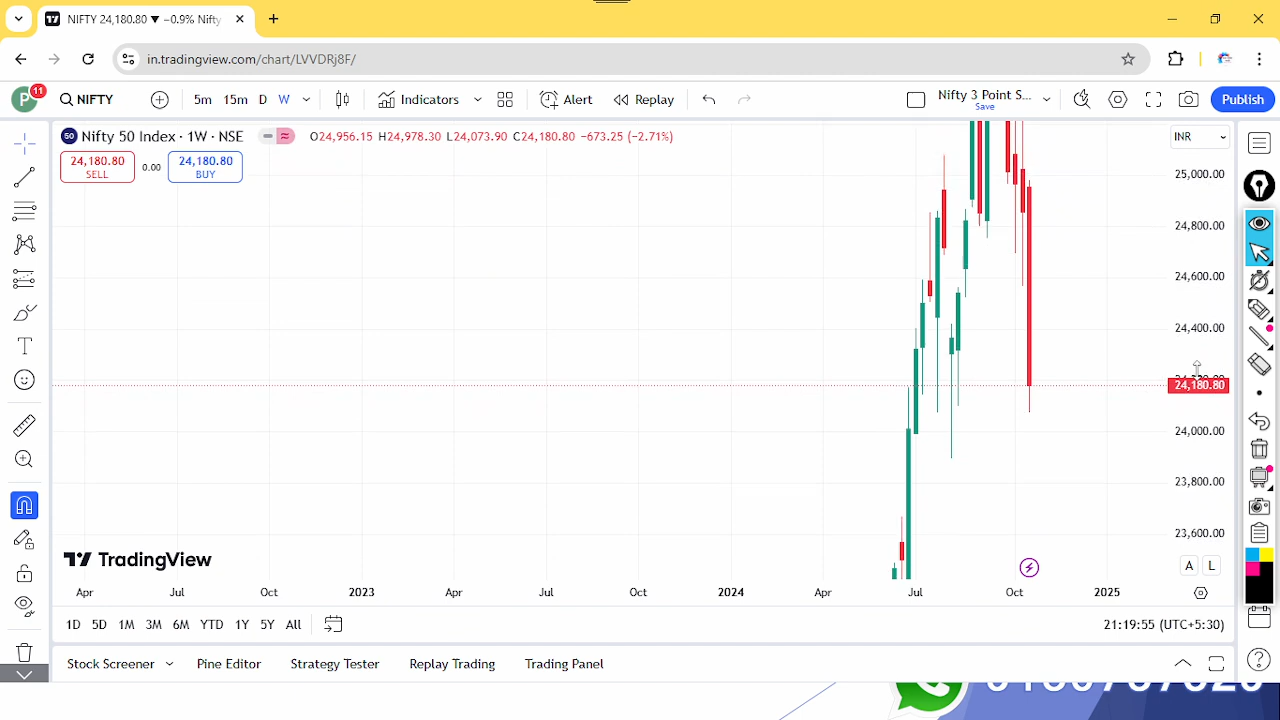 NIFTY 24,180.80 ▼ −0.9% Nifty
in.tradingview.com/chart/LVVDRj8F/
P 11 NIFTY 5m 15m D W Indicators Alert Replay Nifty 3 Point S... Save Publish
50 Nifty 50 Index · 1W · NSE O24,956.15 H24,978.30 L24,073.90 C24,180.80 −673.25 (−2.71%) INR
24,180.80 SELL 0.00 24,180.80 BUY
25,000.00
24,800.00
24,600.00
24,400.00
24,180.80
24,000.00
23,800.00
23,600.00
TradingView
A L
Apr Jul Oct 2023 Apr Jul Oct 2024 Apr Jul Oct 2025
1D 5D 1M 3M 6M YTD 1Y 5Y All 21:19:55 (UTC+5:30)
Stock Screener Pine Editor Strategy Tester Replay Trading Trading Panel